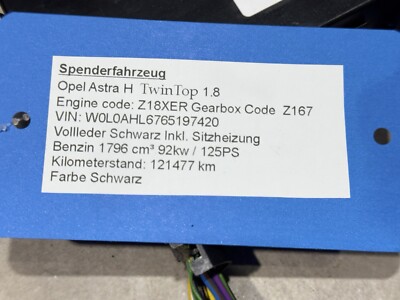 Spenderfahrzeug
Opel Astra H TwinTop 1.8
Engine code: Z18XER Gearbox Code Z167
VIN: W0L0AHL6765197420
Vollleder Schwarz Inkl. Sitzheizung
Benzin 1796 cm³ 92kw / 125PS
Kilometerstand: 121477 km
Farbe Schwarz